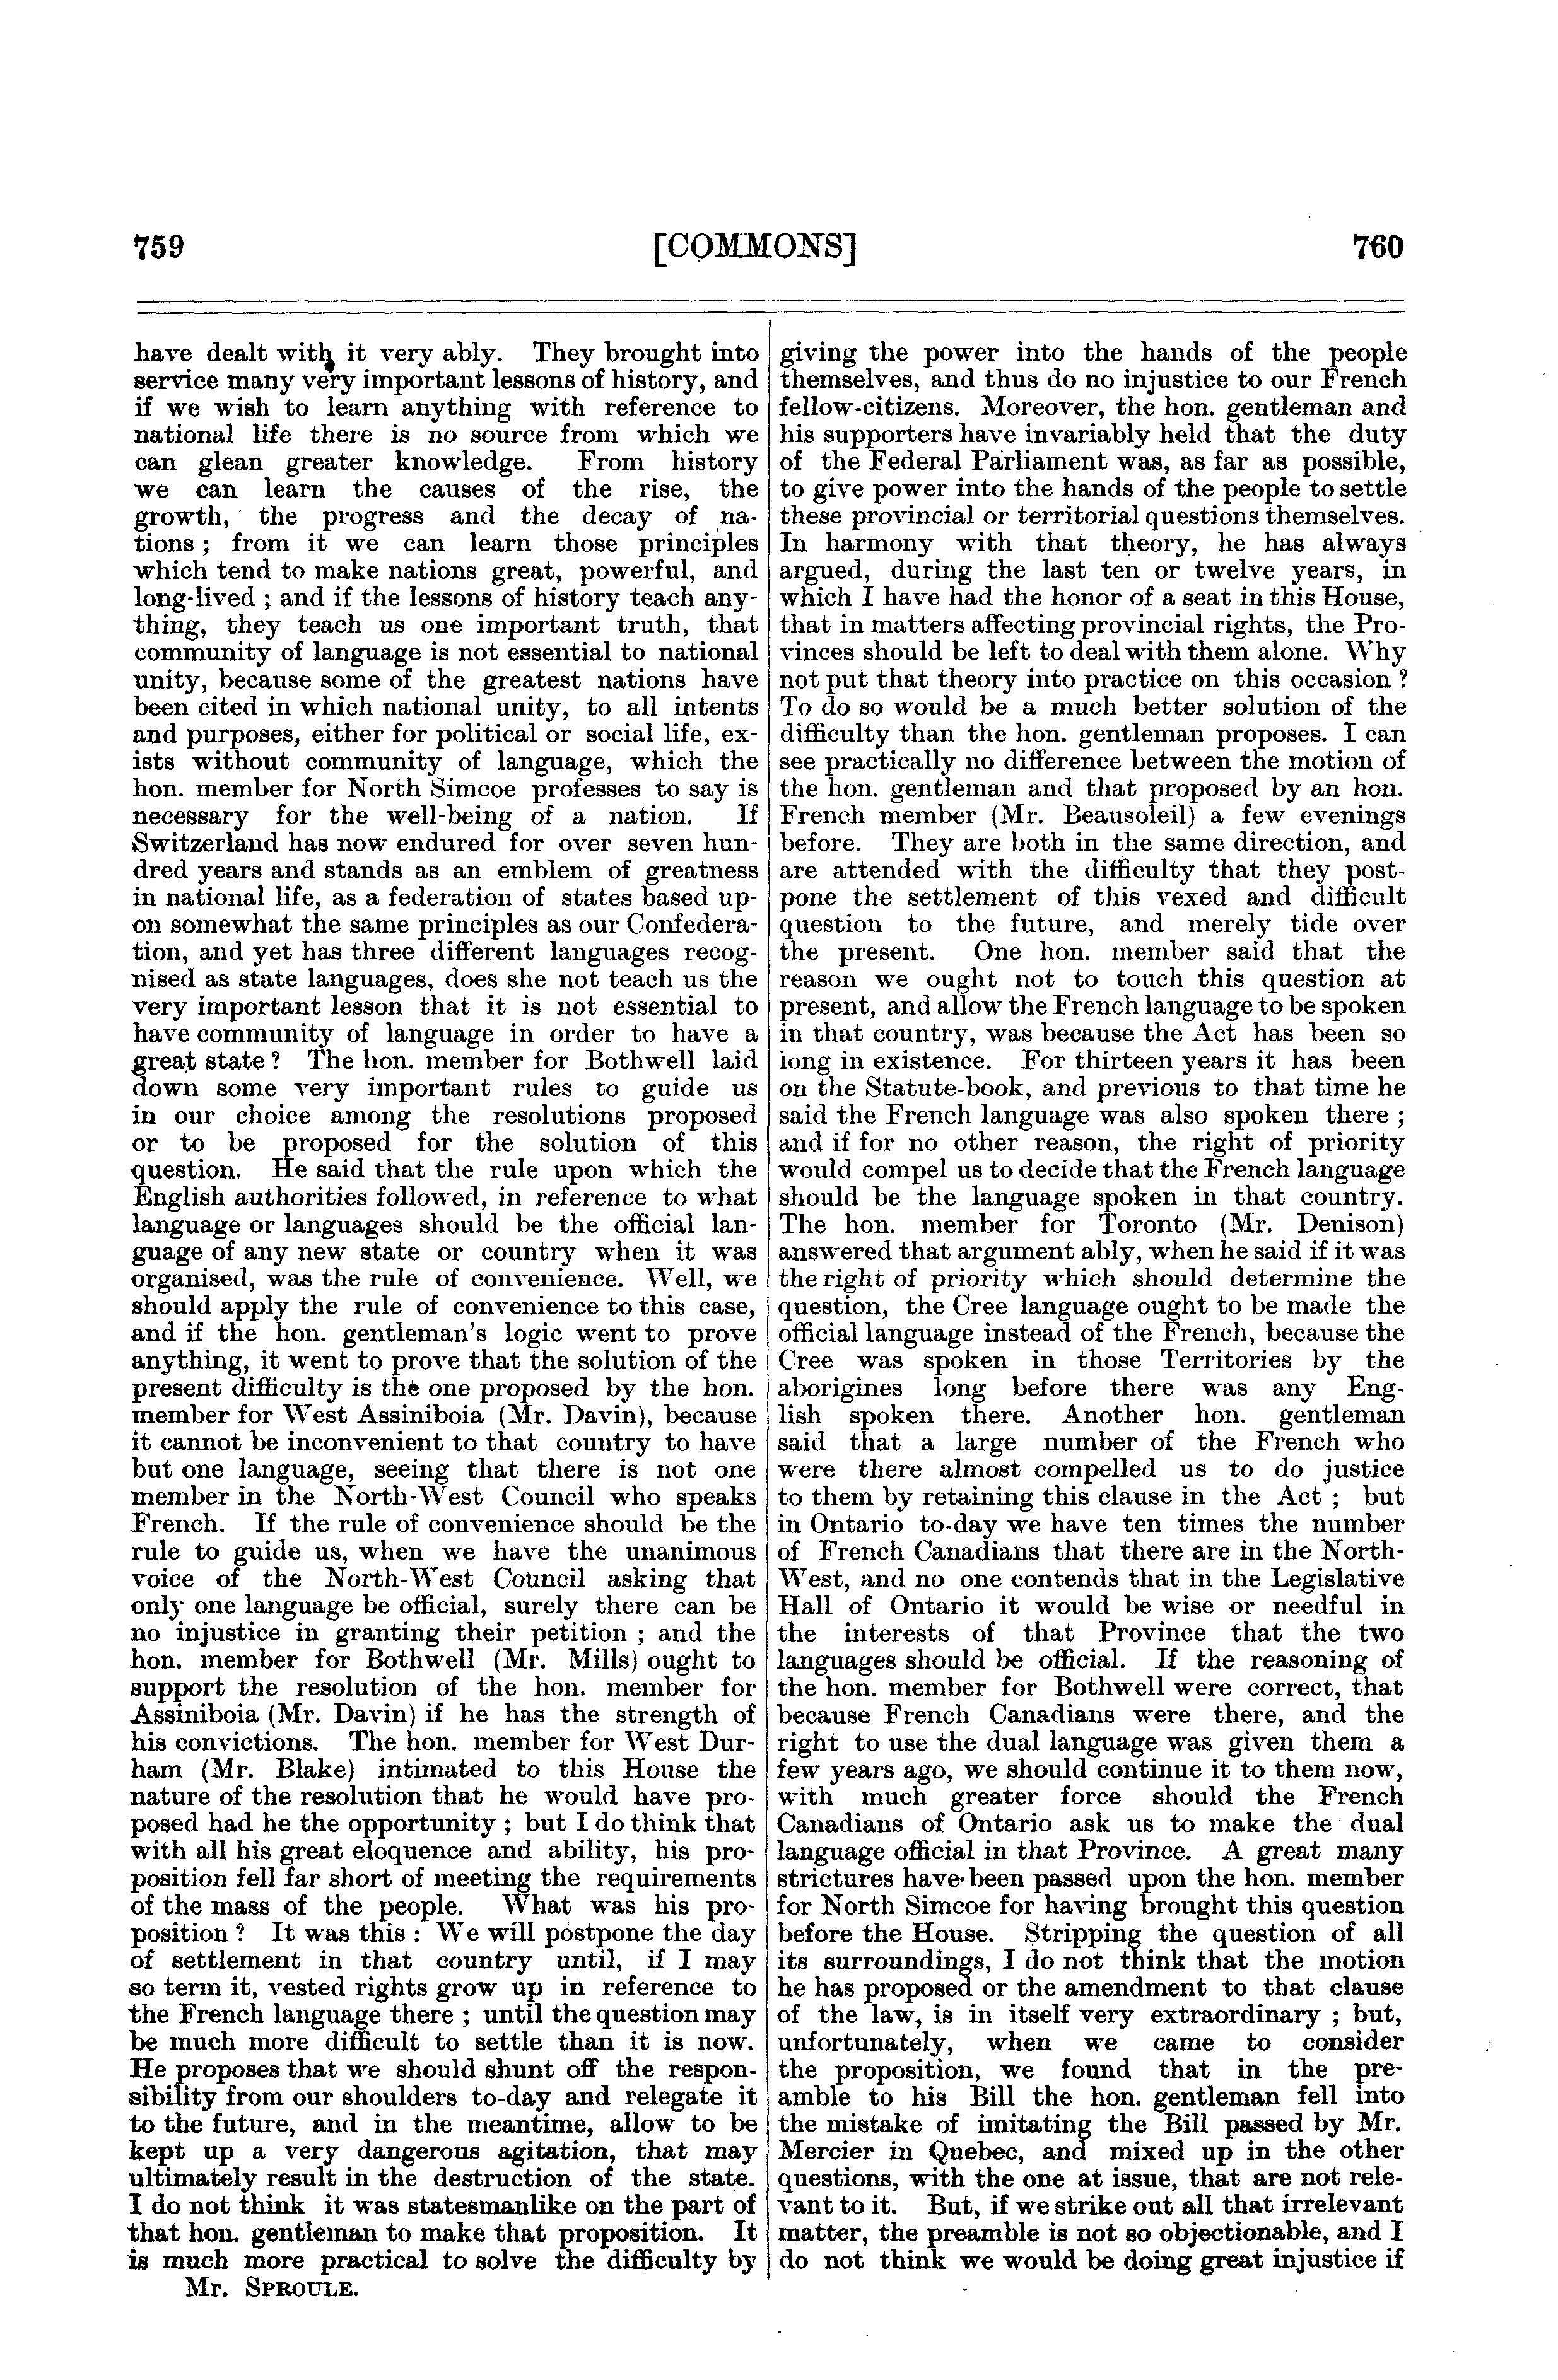 759
[COMMONS]
760
have dealt with it very ably. They brought into
service many very important lessons of history, and
if we wish to learn anything with reference to
national life there is no source from which we
can glean greater knowledge. From history
we can learn the causes of the rise, the
growth, the progress and the decay of na-
tions ; from it we can learn those principles
which tend to make nations great, powerful, and
long-lived ; and if the lessons of history teach any-
thing, they teach us one important truth, that
community of language is not essential to national
unity, because some of the greatest nations have
been cited in which national unity, to all intents
and purposes, either for political or social life, ex-
ists without community of language, which the
hon. member for North Simcoe professes to say is
necessary for the well-being of a nation. If
Switzerland has now endured for over seven hun-
dred years and stands as an emblem of greatness
in national life, as a federation of states based up-
on somewhat the same principles as our Confedera-
tion, and yet has three different languages recog-
nised as state languages, does she not teach us the
very important lesson that it is not essential to
have community of language in order to have a
great state ? The hon. member for Bothwell laid
down some very important rules to guide us
in our choice among the resolutions proposed
or to be proposed for the solution of this
question. He said that the rule upon which the
English authorities followed, in reference to what
language or languages should be the official lan-
guage of any new state or country when it was
organised, was the rule of convenience. Well, we
should apply the rule of convenience to this case,
and if the hon. gentleman's logic went to prove
anything, it went to prove that the solution of the
present difficulty is the one proposed by the hon.
member for West Assiniboia (Mr. Davin), because
it cannot be inconvenient to that country to have
but one language, seeing that there is not one
member in the North-West Council who speaks
French. If the rule of convenience should be the
rule to guide us, when we have the unanimous
voice of the North-West Council asking that
only one language be official, surely there can be
no injustice in granting their petition ; and the
hon. member for Bothwell (Mr. Mills) ought to
support the resolution of the hon. member for
Assiniboia (Mr. Davin) if he has the strength of
his convictions. The hon. member for West Dur-
ham (Mr. Blake) intimated to this House the
nature of the resolution that he would have pro-
posed had he the opportunity ; but I do think that
with all his great eloquence and ability, his pro-
position fell far short of meeting the requirements
of the mass of the people. What was his pro-
position ? It was this : We will postpone the day
of settlement in that country until, if I may
so term it, vested rights grow up in reference to
the French language there ; until the question may
be much more difficult to settle than it is now.
He proposes that we should shunt off the respon-
sibility from our shoulders to-day and relegate it
to the future, and in the meantime, allow to be
kept up a very dangerous agitation, that may
ultimately result in the destruction of the state.
I do not think it was statesmanlike on the part of
that hon. gentleman to make that proposition. It
is much more practical to solve the difficulty by
Mr. SPROULE.
giving the power into the hands of the people
themselves, and thus do no injustice to our French
fellow-citizens. Moreover, the hon. gentleman and
his supporters have invariably held that the duty
of the Federal Parliament was, as far as possible,
to give power into the hands of the people to settle
these provincial or territorial questions themselves.
In harmony with that theory, he has always
argued, during the last ten or twelve years, in
which I have had the honor of a seat in this House,
that in matters affecting provincial rights, the Pro-
vinces should be left to deal with them alone. Why
not put that theory into practice on this occasion ?
To do so would be a much better solution of the
difficulty than the hon. gentleman proposes. I can
see practically no difference between the motion of
the hon. gentleman and that proposed by an hon.
French member (Mr. Beausoleil) a few evenings
before. They are both in the same direction, and
are attended with the difficulty that they post-
pone the settlement of this vexed and difficult
question to the future, and merely tide over
the present. One hon. member said that the
reason we ought not to touch this question at
present, and allow the French language to be spoken
in that country, was because the Act has been so
long in existence. For thirteen years it has been
on the Statute-book, and previous to that time he
said the French language was also spoken there ;
and if for no other reason, the right of priority
would compel us to decide that the French language
should be the language spoken in that country.
The hon. member for Toronto (Mr. Denison)
answered that argument ably, when he said if it was
the right of priority which should determine the
question, the Cree language ought to be made the
official language instead of the French, because the
Cree was spoken in those Territories by the
aborigines long before there was any Eng-
lish spoken there. Another hon. gentleman
said that a large number of the French who
were there almost compelled us to do justice
to them by retaining this clause in the Act ; but
in Ontario to-day we have ten times the number
of French Canadians that there are in the North-
West, and no one contends that in the Legislative
Hall of Ontario it would be wise or needful in
the interests of that Province that the two
languages should be official. If the reasoning of
the hon. member for Bothwell were correct, that
because French Canadians were there, and the
right to use the dual language was given them a
few years ago, we should continue it to them now,
with much greater force should the French
Canadians of Ontario ask us to make the dual
language official in that Province. A great many
strictures have been passed upon the hon. member
for North Simcoe for having brought this question
before the House. Stripping the question of all
its surroundings, I do not think that the motion
he has proposed or the amendment to that clause
of the law, is in itself very extraordinary ; but,
unfortunately, when we came to consider
the proposition, we found that in the pre-
amble to his Bill the hon. gentleman fell into
the mistake of imitating the Bill passed by Mr.
Mercier in Quebec, and mixed up in the other
questions, with the one at issue, that are not rele-
vant to it. But, if we strike out all that irrelevant
matter, the preamble is not so objectionable, and I
do not think we would be doing great injustice if